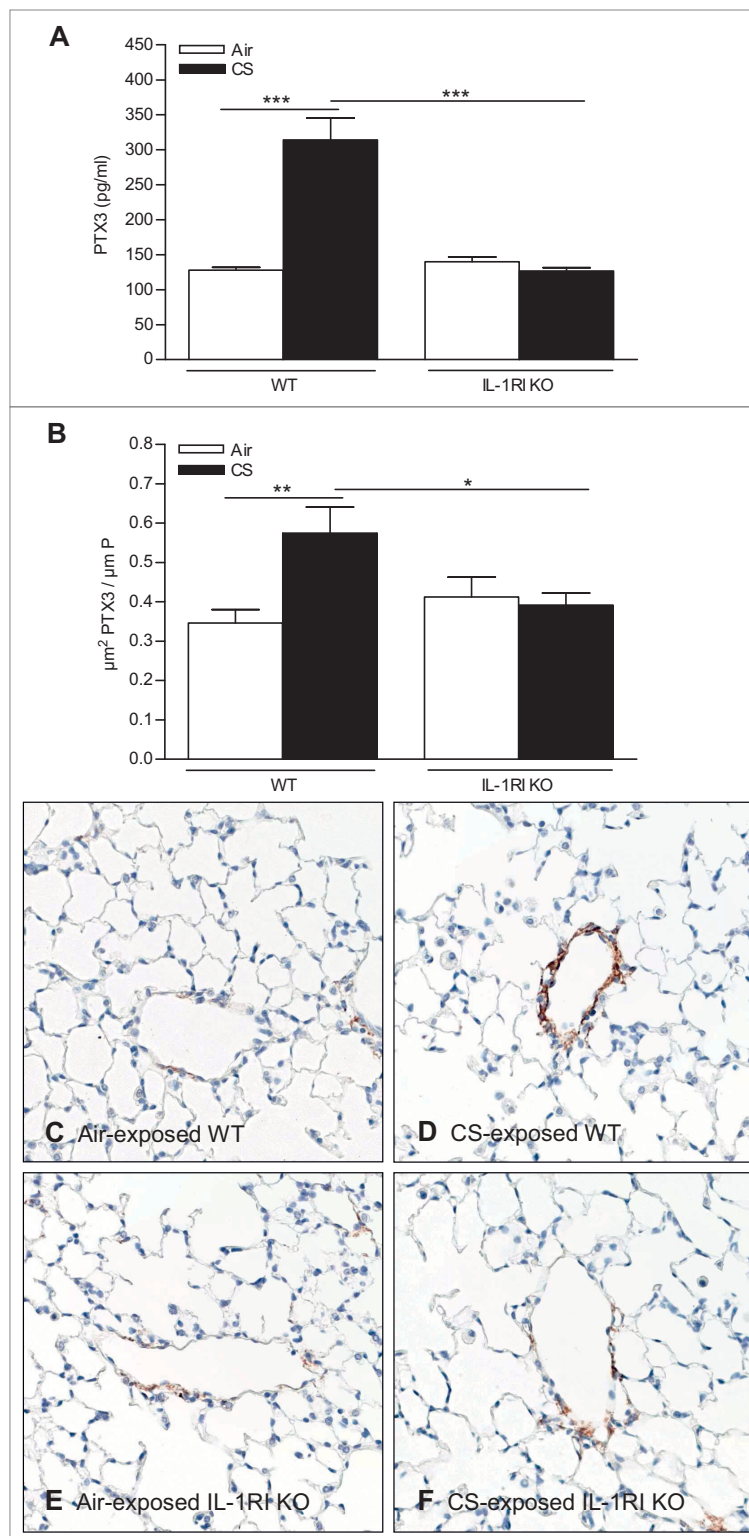 A
Air
CS
450
400
350
300
250
200
150
100
50
0
PTX3 (pg/ml)
***
***
WT
IL-1RI KO
B
Air
CS
0.8
0.7
0.6
0.5
0.4
0.3
0.2
0.1
0.0
µm² PTX3 / µm P
**
*
WT
IL-1RI KO
C Air-exposed WT
D CS-exposed WT
E Air-exposed IL-1RI KO
F CS-exposed IL-1RI KO